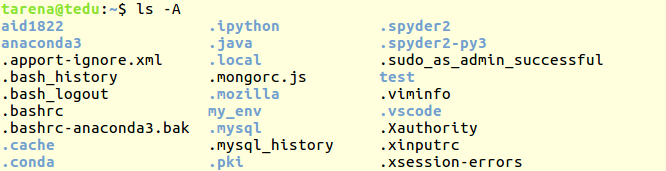 tarena@tedu:~$ ls -A
aid1822 .ipython .spyder2
anaconda3 .java .spyder2-py3
.apport-ignore.xml .local .sudo_as_admin_successful
.bash_history .mongorc.js test
.bash_logout .mozilla .viminfo
.bashrc my_env .vscode
.bashrc-anaconda3.bak .mysql .Xauthority
.cache .mysql_history .xinputrc
.conda .pki .xsession-errors